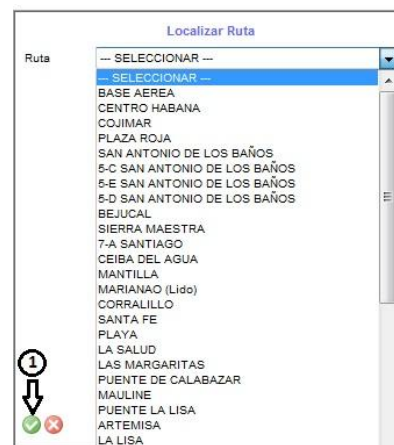 Localizar Ruta
Ruta
--- SELECCIONAR ---
--- SELECCIONAR ---
BASE AEREA
CENTRO HABANA
COJIMAR
PLAZA ROJA
SAN ANTONIO DE LOS BAÑOS
5-C SAN ANTONIO DE LOS BAÑOS
5-E SAN ANTONIO DE LOS BAÑOS
5-D SAN ANTONIO DE LOS BAÑOS
BEJUCAL
SIERRA MAESTRA
7-A SANTIAGO
CEIBA DEL AGUA
MANTILLA
MARIANAO (Lido)
CORRALILLO
SANTA FE
PLAYA
LA SALUD
LAS MARGARITAS
PUENTE DE CALABAZAR
MAULINE
PUENTE LA LISA
ARTEMISA
LA LISA
1